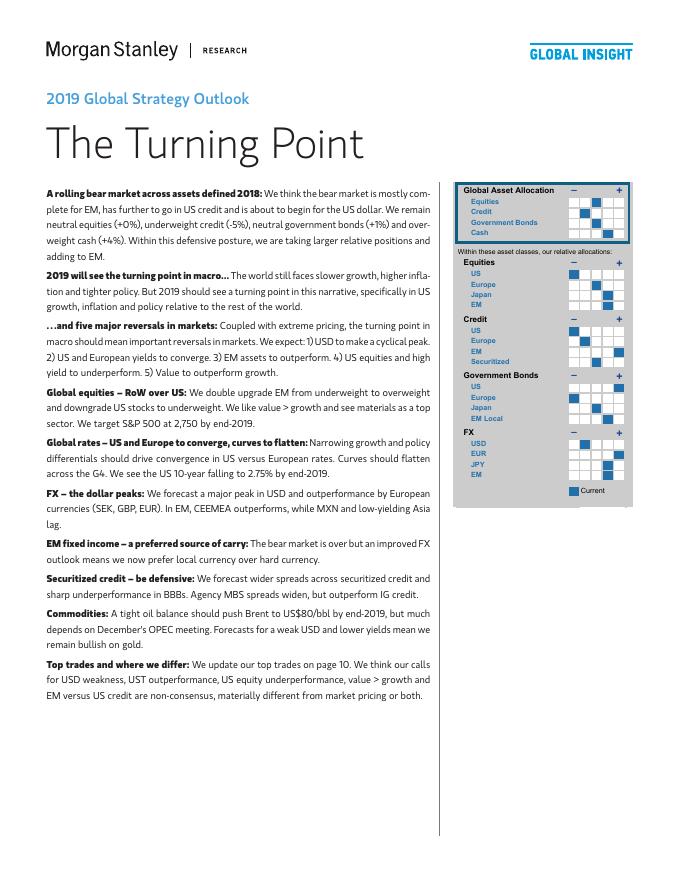 Morgan Stanley | RESEARCH
GLOBAL INSIGHT
2019 Global Strategy Outlook
The Turning Point
A rolling bear market across assets defined 2018: We think the bear market is mostly com-
plete for EM, has further to go in US credit and is about to begin for the US dollar. We remain
neutral equities (+0%), underweight credit (-5%), neutral government bonds (+1%) and over-
weight cash (+4%). Within this defensive posture, we are taking larger relative positions and
adding to EM.
2019 will see the turning point in macro... The world still faces slower growth, higher infla-
tion and tighter policy. But 2019 should see a turning point in this narrative, specifically in US
growth, inflation and policy relative to the rest of the world.
...and five major reversals in markets: Coupled with extreme pricing, the turning point in
macro should mean important reversals in markets. We expect: 1) USD to make a cyclical peak.
2) US and European yields to converge. 3) EM assets to outperform. 4) US equities and high
yield to underperform. 5) Value to outperform growth.
Global equities – RoW over US: We double upgrade EM from underweight to overweight
and downgrade US stocks to underweight. We like value > growth and see materials as a top
sector. We target S&P 500 at 2,750 by end-2019.
Global rates – US and Europe to converge, curves to flatten: Narrowing growth and policy
differentials should drive convergence in US versus European rates. Curves should flatten
across the G4. We see the US 10-year falling to 2.75% by end-2019.
FX – the dollar peaks: We forecast a major peak in USD and outperformance by European
currencies (SEK, GBP, EUR). In EM, CEEMEA outperforms, while MXN and low-yielding Asia
lag.
EM fixed income – a preferred source of carry: The bear market is over but an improved FX
outlook means we now prefer local currency over hard currency.
Securitized credit – be defensive: We forecast wider spreads across securitized credit and
sharp underperformance in BBBs. Agency MBS spreads widen, but outperform IG credit.
Commodities: A tight oil balance should push Brent to US$80/bbl by end-2019, but much
depends on December's OPEC meeting. Forecasts for a weak USD and lower yields mean we
remain bullish on gold.
Top trades and where we differ: We update our top trades on page 10. We think our calls
for USD weakness, UST outperformance, US equity underperformance, value > growth and
EM versus US credit are non-consensus, materially different from market pricing or both.
Global Asset Allocation – +
Equities
Credit
Government Bonds
Cash
Within these asset classes, our relative allocations:
Equities – +
US
Europe
Japan
EM
Credit – +
US
Europe
EM
Securitized
Government Bonds – +
US
Europe
Japan
EM Local
FX – +
USD
EUR
JPY
EM
Current